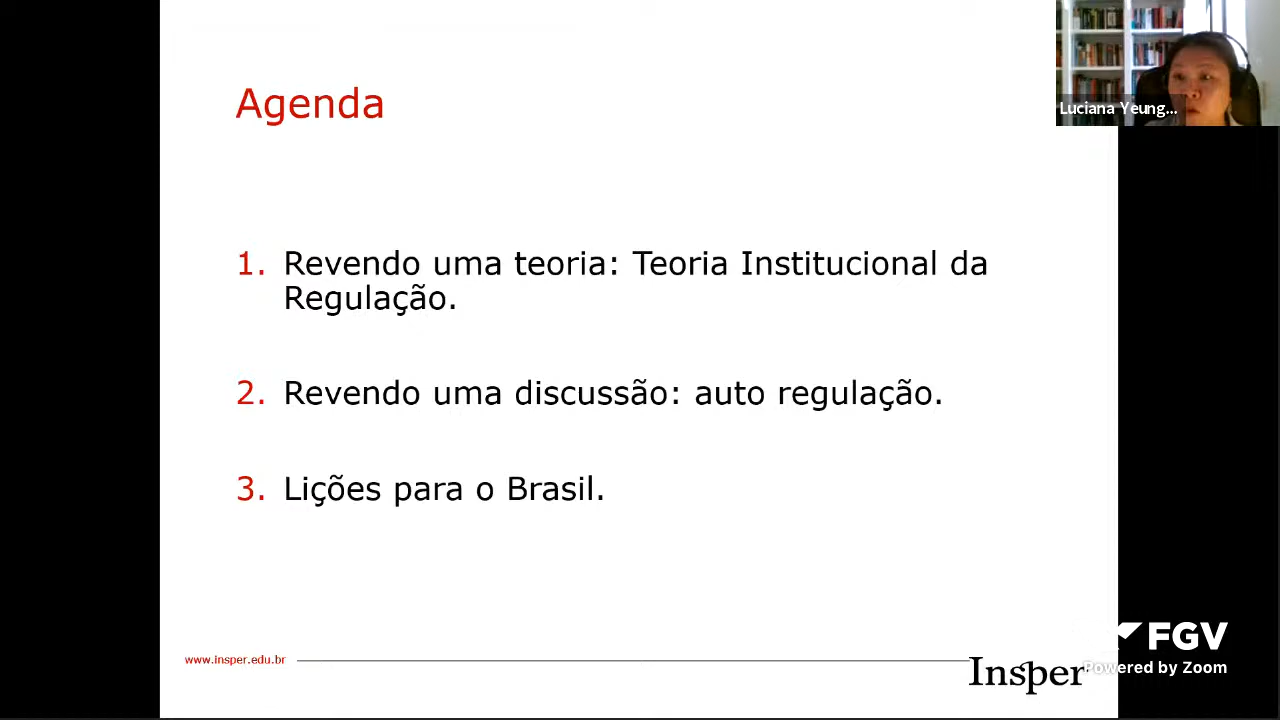 Agenda
Luciana Yeung...
1. Revendo uma teoria: Teoria Institucional da
Regulação.
2. Revendo uma discussão: auto regulação.
3. Lições para o Brasil.
www.insper.edu.br
Insper
FGV
Powered by Zoom